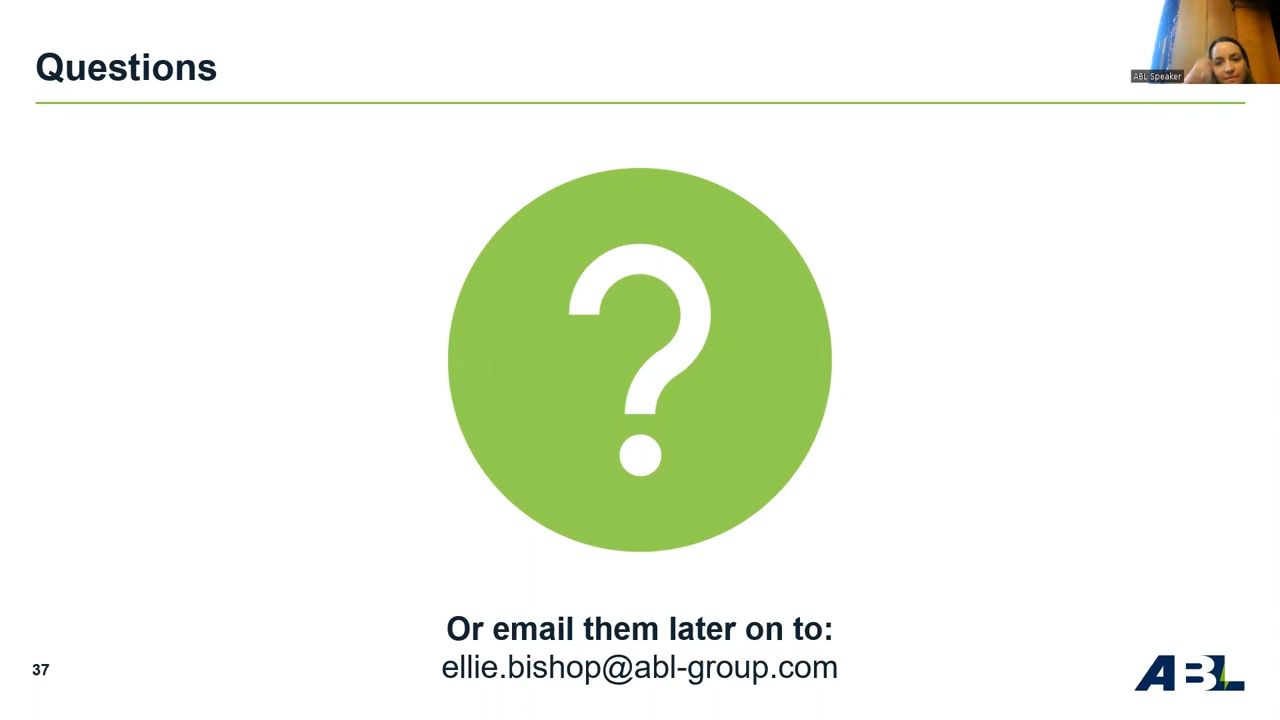 Questions
ABL Speaker
?
Or email them later on to:
ellie.bishop@abl-group.com
37
ABL